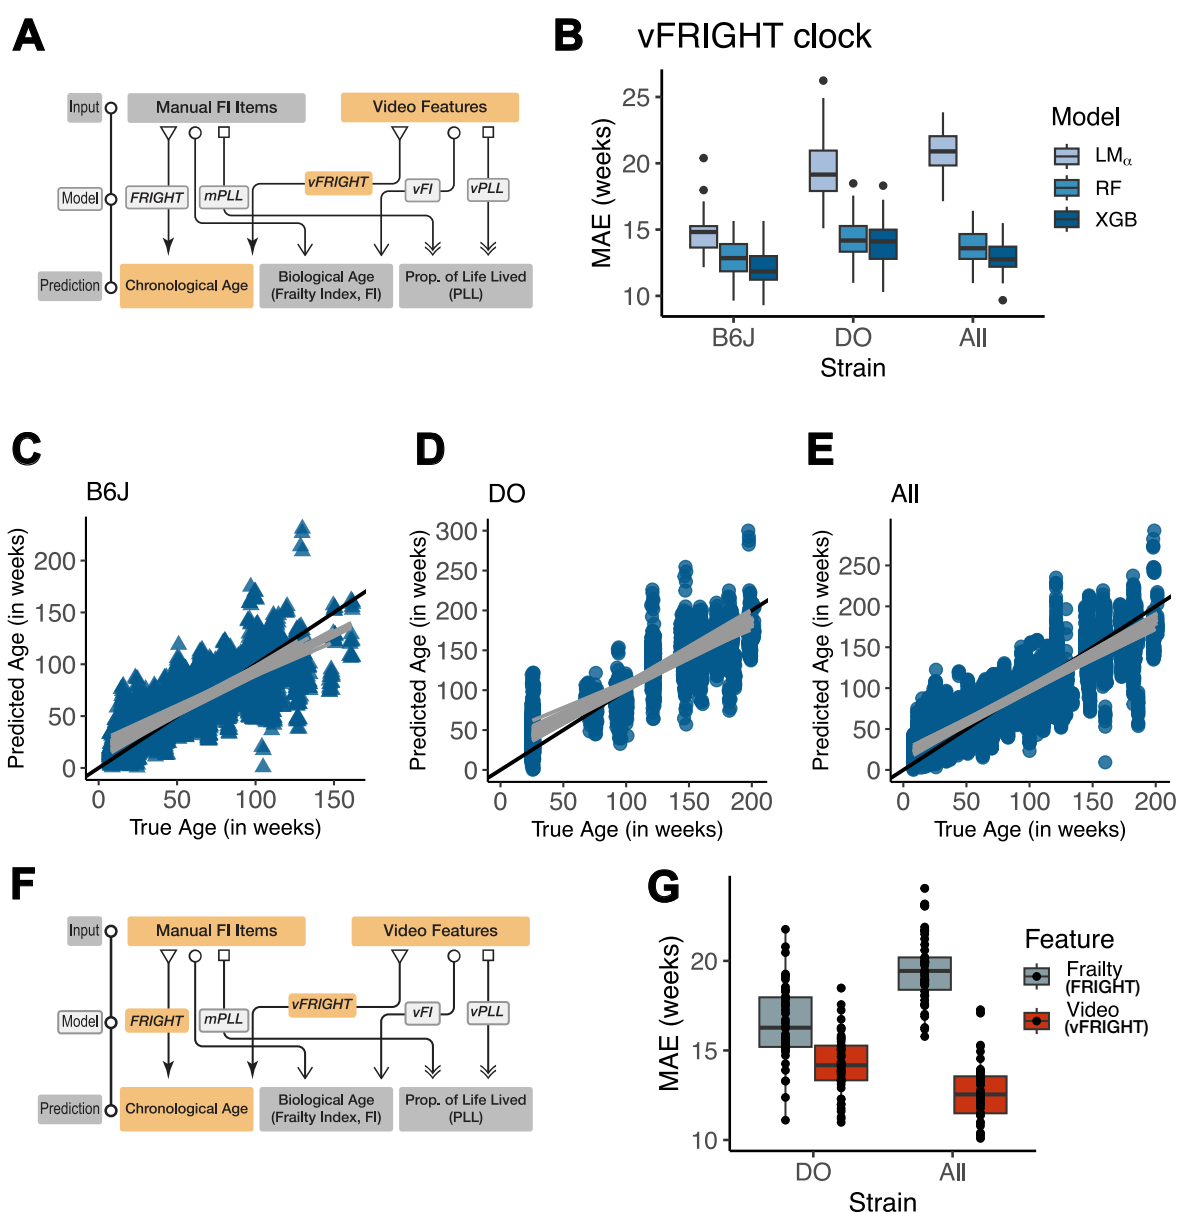 A
Input
Manual FI Items
Video Features
Model
FRIGHT
mPLL
vFRIGHT
vFI
vPLL
Prediction
Chronological Age
Biological Age
(Frailty Index, FI)
Prop. of Life Lived
(PLL)
B
vFRIGHT clock
MAE (weeks)
25
20
15
10
B6J
DO
All
Strain
Model
LMα
RF
XGB
C
B6J
Predicted Age (in weeks)
200
150
100
50
0
0
50
100
150
True Age (in weeks)
D
DO
Predicted Age (in weeks)
300
250
200
150
100
50
0
0
50
100
150
200
True Age (in weeks)
E
All
Predicted Age (in weeks)
250
200
150
100
50
0
0
50
100
150
200
True Age (in weeks)
F
Input
Manual FI Items
Video Features
Model
FRIGHT
mPLL
vFRIGHT
vFI
vPLL
Prediction
Chronological Age
Biological Age
(Frailty Index, FI)
Prop. of Life Lived
(PLL)
G
MAE (weeks)
20
15
10
DO
All
Strain
Feature
Frailty
(FRIGHT)
Video
(vFRIGHT)